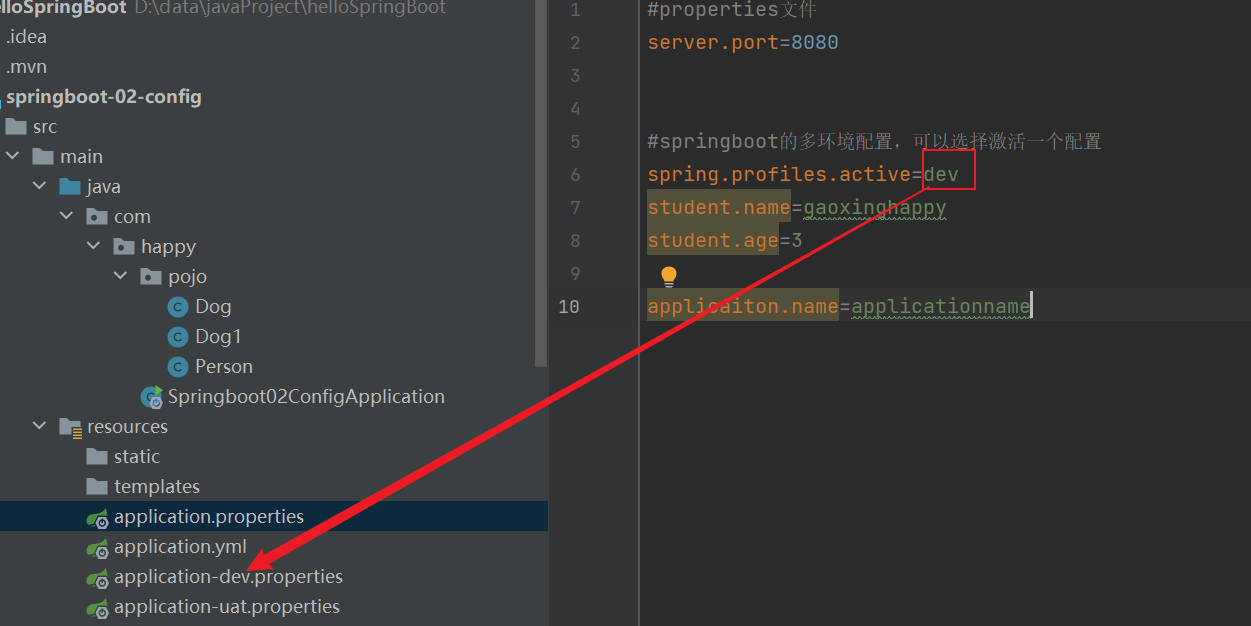 lloSpringBoot D:\data\javaProject\helloSpringBoot
.idea
.mvn
springboot-02-config
src
main
java
com
happy
pojo
Dog
Dog1
Person
Springboot02ConfigApplication
resources
static
templates
application.properties
application.yml
application-dev.properties
application-uat.properties
1 #properties文件
2 server.port=8080
3
4
5 #springboot的多环境配置，可以选择激活一个配置
6 spring.profiles.active=dev
7 student.name=gaoxinghappy
8 student.age=3
9
10 applicaiton.name=applicationname